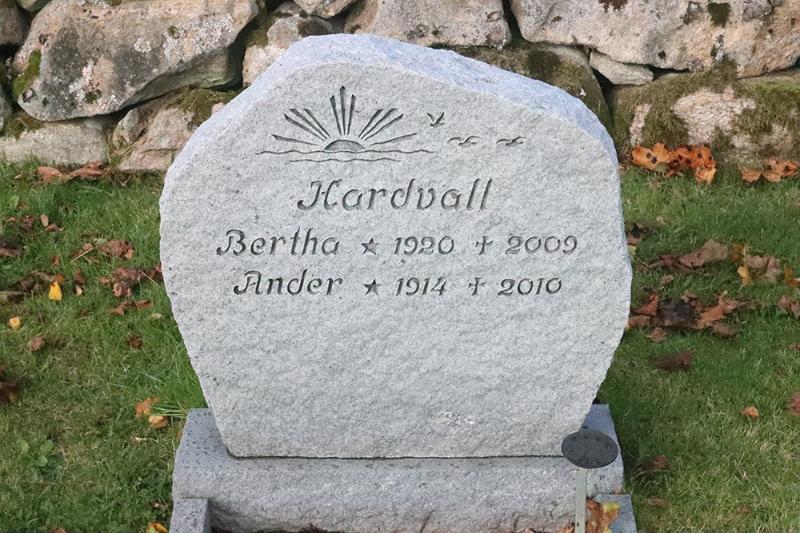 Hardvall
Bertha ★ 1920 ✝ 2009
Ander ★ 1914 ✝ 2010